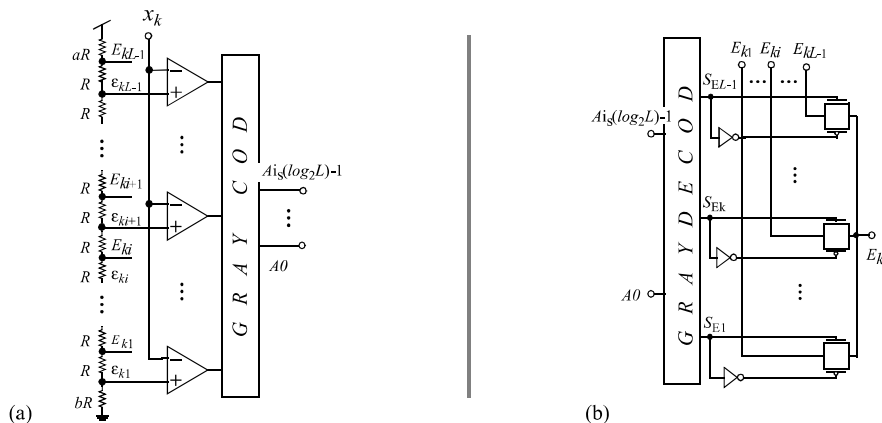 x_k
aR
E_kL-1
R
ε_kL-1
R
R
E_ki+1
R
ε_ki+1
R
E_ki
R
ε_ki
R
E_k1
R
ε_k1
bR
GRAY COD
Ai_S(log_2L)-1
A0
(a)
E_k1 E_ki E_kL-1
Ai_S(log_2L)-1
A0
GRAY DECOD
S_EL-1
S_Ek
S_E1
E_k
(b)